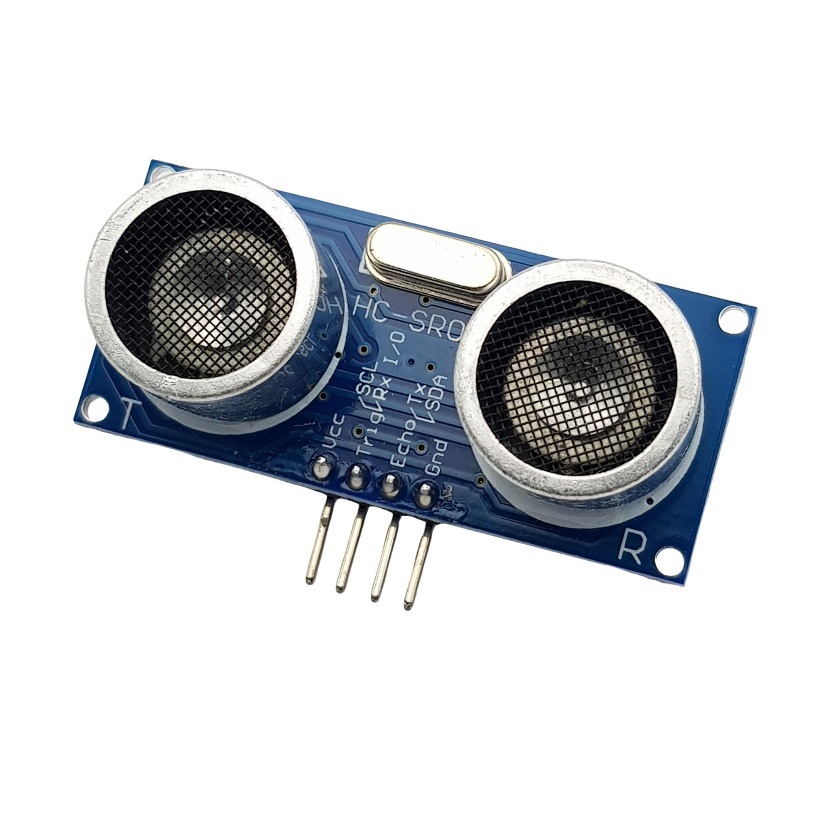 HC-SR0
I/O
Vcc
Trig/Rx/SCL
Echo/Tx/SDA
Gnd
T
R